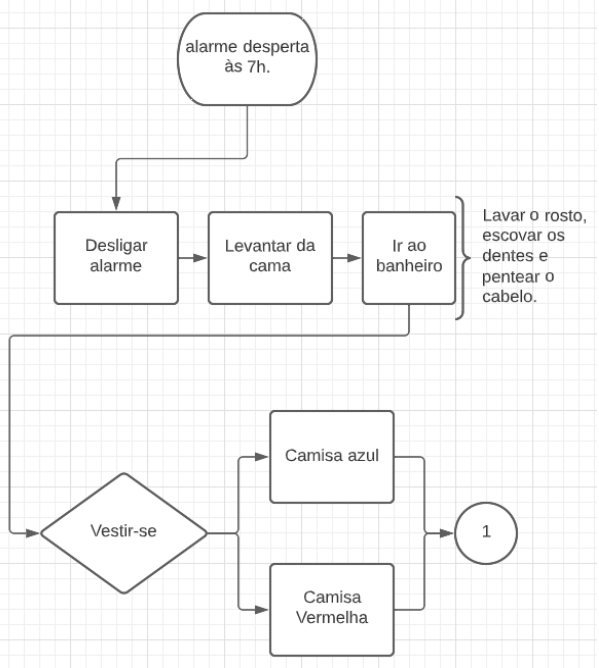 alarme desperta
às 7h.
Desligar
alarme
Levantar da
cama
Ir ao
banheiro
Lavar o rosto,
escovar os
dentes e
pentear o
cabelo.
Vestir-se
Camisa azul
Camisa
Vermelha
1